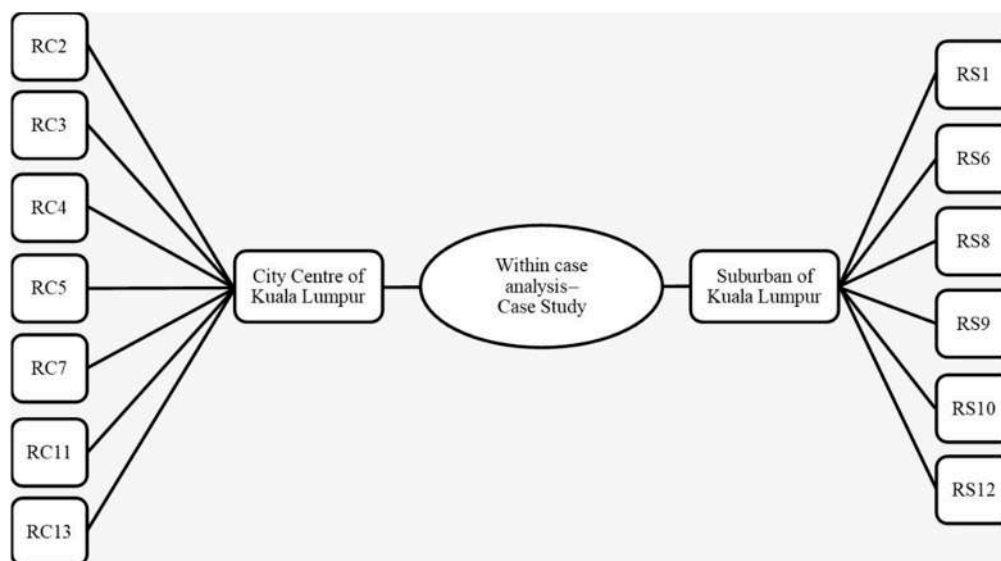 RC2
RC3
RC4
RC5
RC7
RC11
RC13
City Centre of
Kuala Lumpur
Within case
analysis–
Case Study
Suburban of
Kuala Lumpur
RS1
RS6
RS8
RS9
RS10
RS12